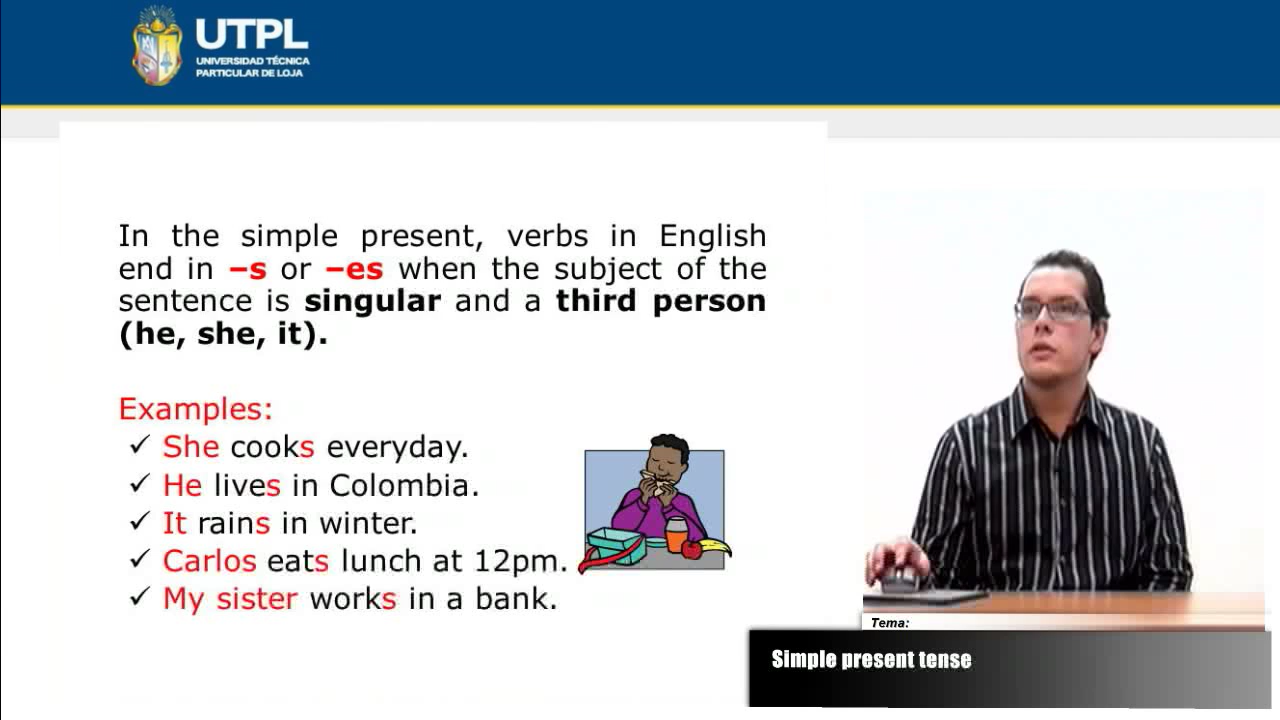 UTPL
UNIVERSIDAD TÉCNICA
PARTICULAR DE LOJA
In the simple present, verbs in English
end in –s or –es when the subject of the
sentence is singular and a third person
(he, she, it).
Examples:
✓ She cooks everyday.
✓ He lives in Colombia.
✓ It rains in winter.
✓ Carlos eats lunch at 12pm.
✓ My sister works in a bank.
Tema:
Simple present tense